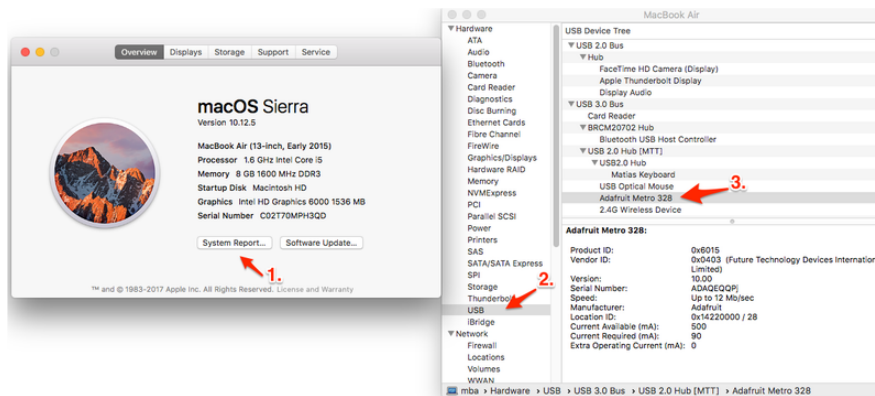 Overview Displays Storage Support Service
macOS Sierra
Version 10.12.5
MacBook Air (13-inch, Early 2015)
Processor 1.6 GHz Intel Core i5
Memory 8 GB 1600 MHz DDR3
Startup Disk Macintosh HD
Graphics Intel HD Graphics 6000 1536 MB
Serial Number C02T70MPH3QD
System Report... Software Update...
1.
™ and © 1983-2017 Apple Inc. All Rights Reserved. License and Warranty
MacBook Air
Hardware
ATA
Audio
Bluetooth
Camera
Card Reader
Diagnostics
Disc Burning
Ethernet Cards
Fibre Channel
FireWire
Graphics/Displays
Hardware RAID
Memory
NVMExpress
PCI
Parallel SCSI
Power
Printers
SAS
SATA/SATA Express
SPI
Storage
Thunderbol
2.
USB
iBridge
Network
Firewall
Locations
Volumes
WWAN
USB Device Tree
USB 2.0 Bus
Hub
FaceTime HD Camera (Display)
Apple Thunderbolt Display
Display Audio
USB 3.0 Bus
Card Reader
BRCM20702 Hub
Bluetooth USB Host Controller
USB 2.0 Hub [MTT]
USB2.0 Hub
Matias Keyboard
USB Optical Mouse
3.
Adafruit Metro 328
2.4G Wireless Device
Adafruit Metro 328:
Product ID: 0x6015
Vendor ID: 0x0403 (Future Technology Devices Internation
Limited)
Version: 10.00
Serial Number: ADAQEQQPj
Speed: Up to 12 Mb/sec
Manufacturer: Adafruit
Location ID: 0x14220000 / 28
Current Available (mA): 500
Current Required (mA): 90
Extra Operating Current (mA): 0
mba › Hardware › USB › USB 3.0 Bus › USB 2.0 Hub [MTT] › Adafruit Metro 328